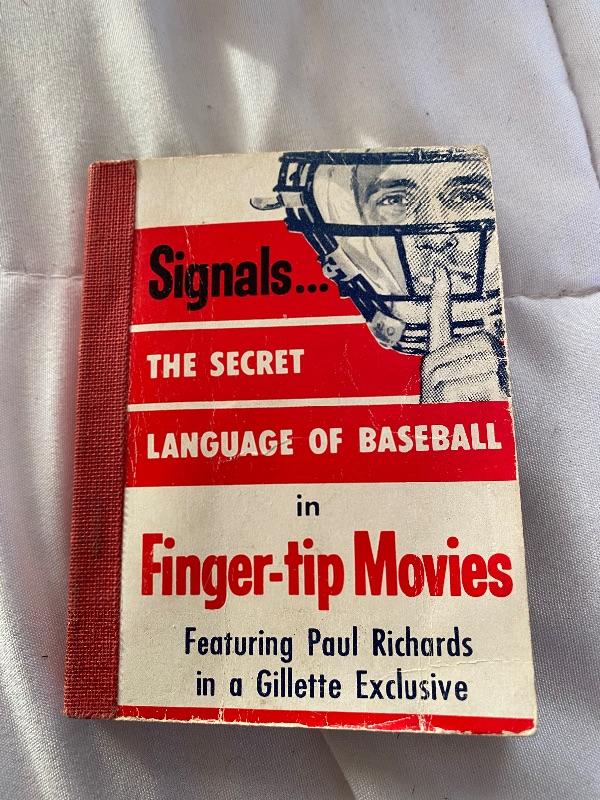 Signals...
THE SECRET
LANGUAGE OF BASEBALL
in
Finger-tip Movies
Featuring Paul Richards
in a Gillette Exclusive